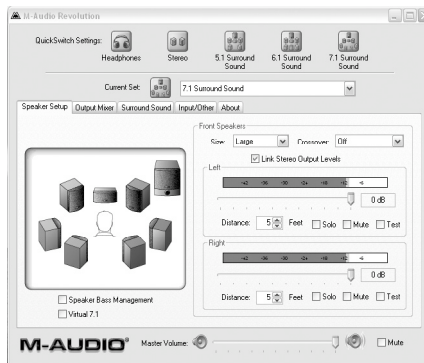 M-Audio Revolution
QuickSwitch Settings:
Headphones
Stereo
5.1 Surround Sound
6.1 Surround Sound
7.1 Surround Sound
Current Set: 7.1 Surround Sound
Speaker Setup Output Mixer Surround Sound Input/Other About
Front Speakers
Size: Large Crossover: Off
Link Stereo Output Levels
Left
0 dB
Distance: 5 Feet Solo Mute Test
Right
0 dB
Distance: 5 Feet Solo Mute Test
Speaker Bass Management
Virtual 7.1
M-AUDIO® Master Volume: Mute